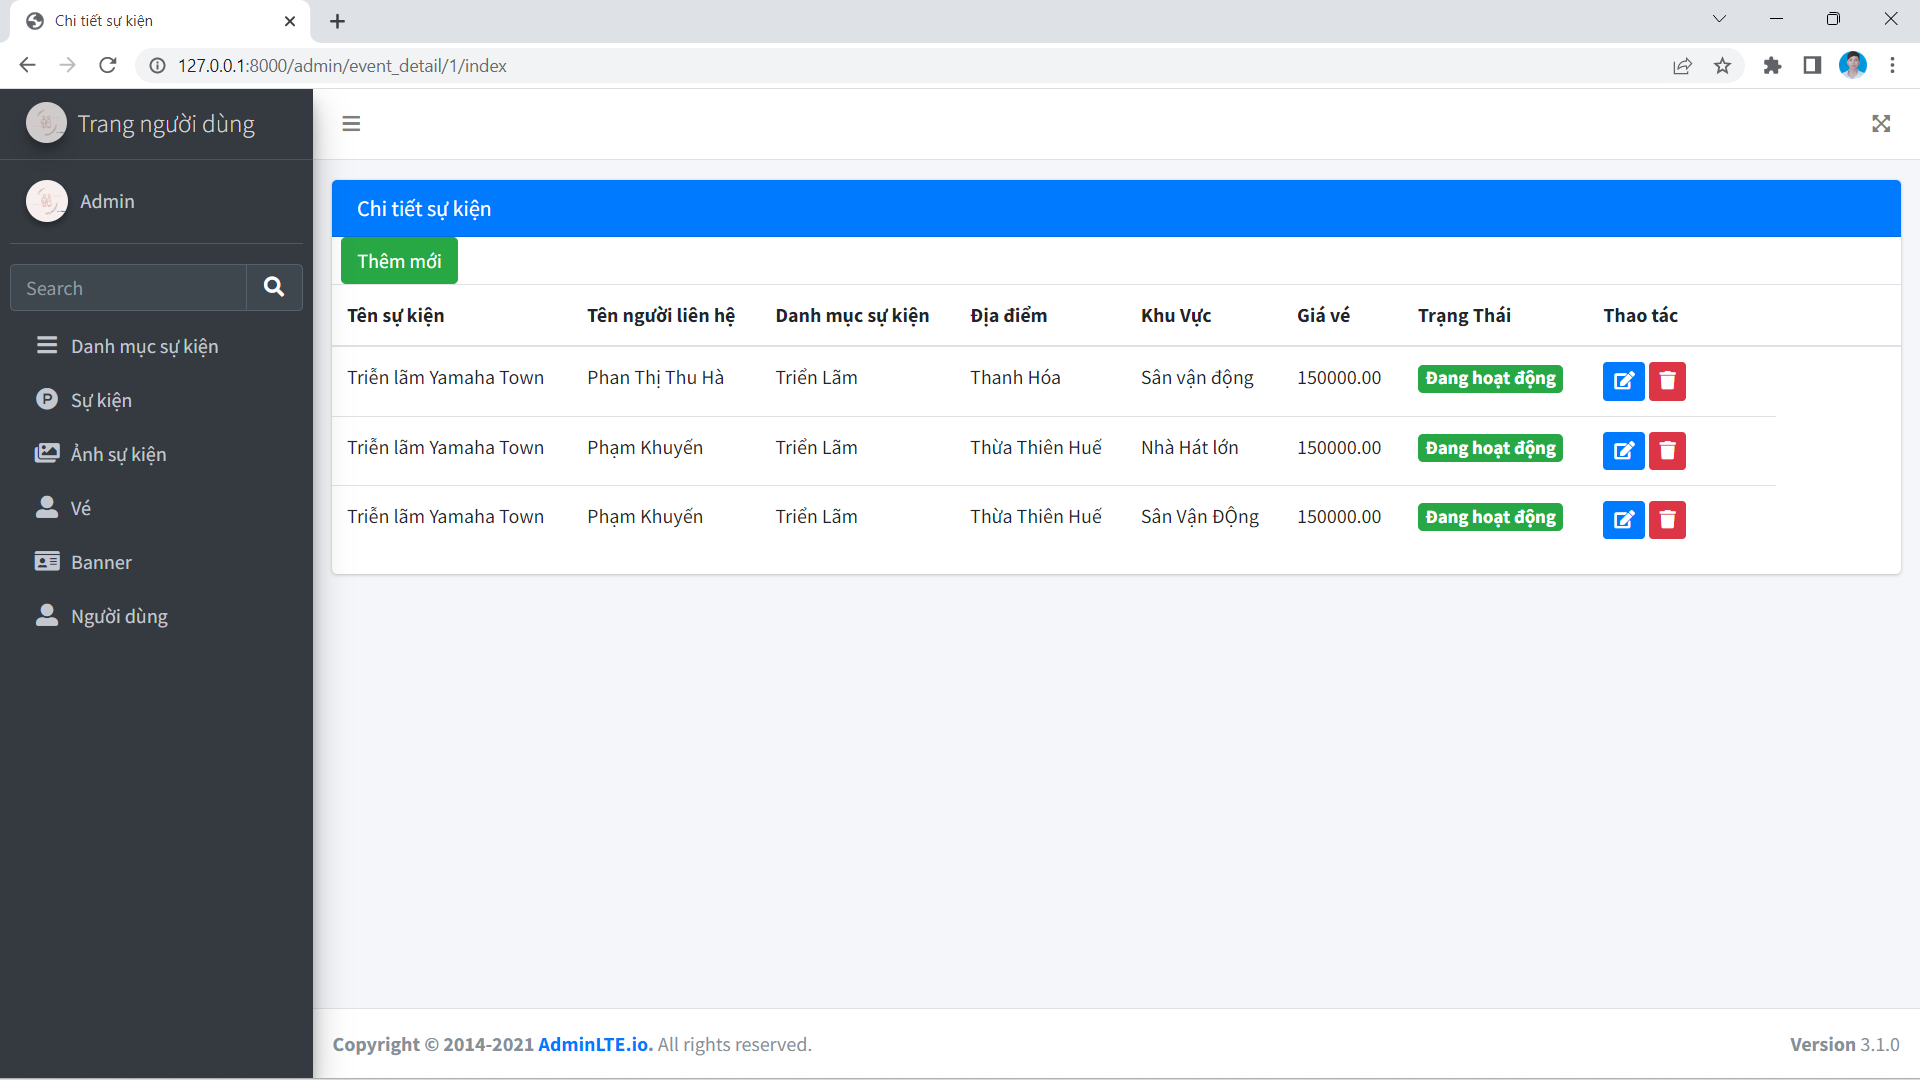 Chi tiết sự kiện
127.0.0.1:8000/admin/event_detail/1/index
Trang người dùng
Admin
Search
Danh mục sự kiện
Sự kiện
Ảnh sự kiện
Vé
Banner
Người dùng
Chi tiết sự kiện
Thêm mới
Tên sự kiện Tên người liên hệ Danh mục sự kiện Địa điểm Khu Vực Giá vé Trạng Thái Thao tác
Triễn lãm Yamaha Town Phan Thị Thu Hà Triển Lãm Thanh Hóa Sân vận động 150000.00 Đang hoạt động
Triễn lãm Yamaha Town Phạm Khuyến Triển Lãm Thừa Thiên Huế Nhà Hát lớn 150000.00 Đang hoạt động
Triễn lãm Yamaha Town Phạm Khuyến Triển Lãm Thừa Thiên Huế Sân Vận ĐỘng 150000.00 Đang hoạt động
Copyright © 2014-2021 AdminLTE.io. All rights reserved.
Version 3.1.0